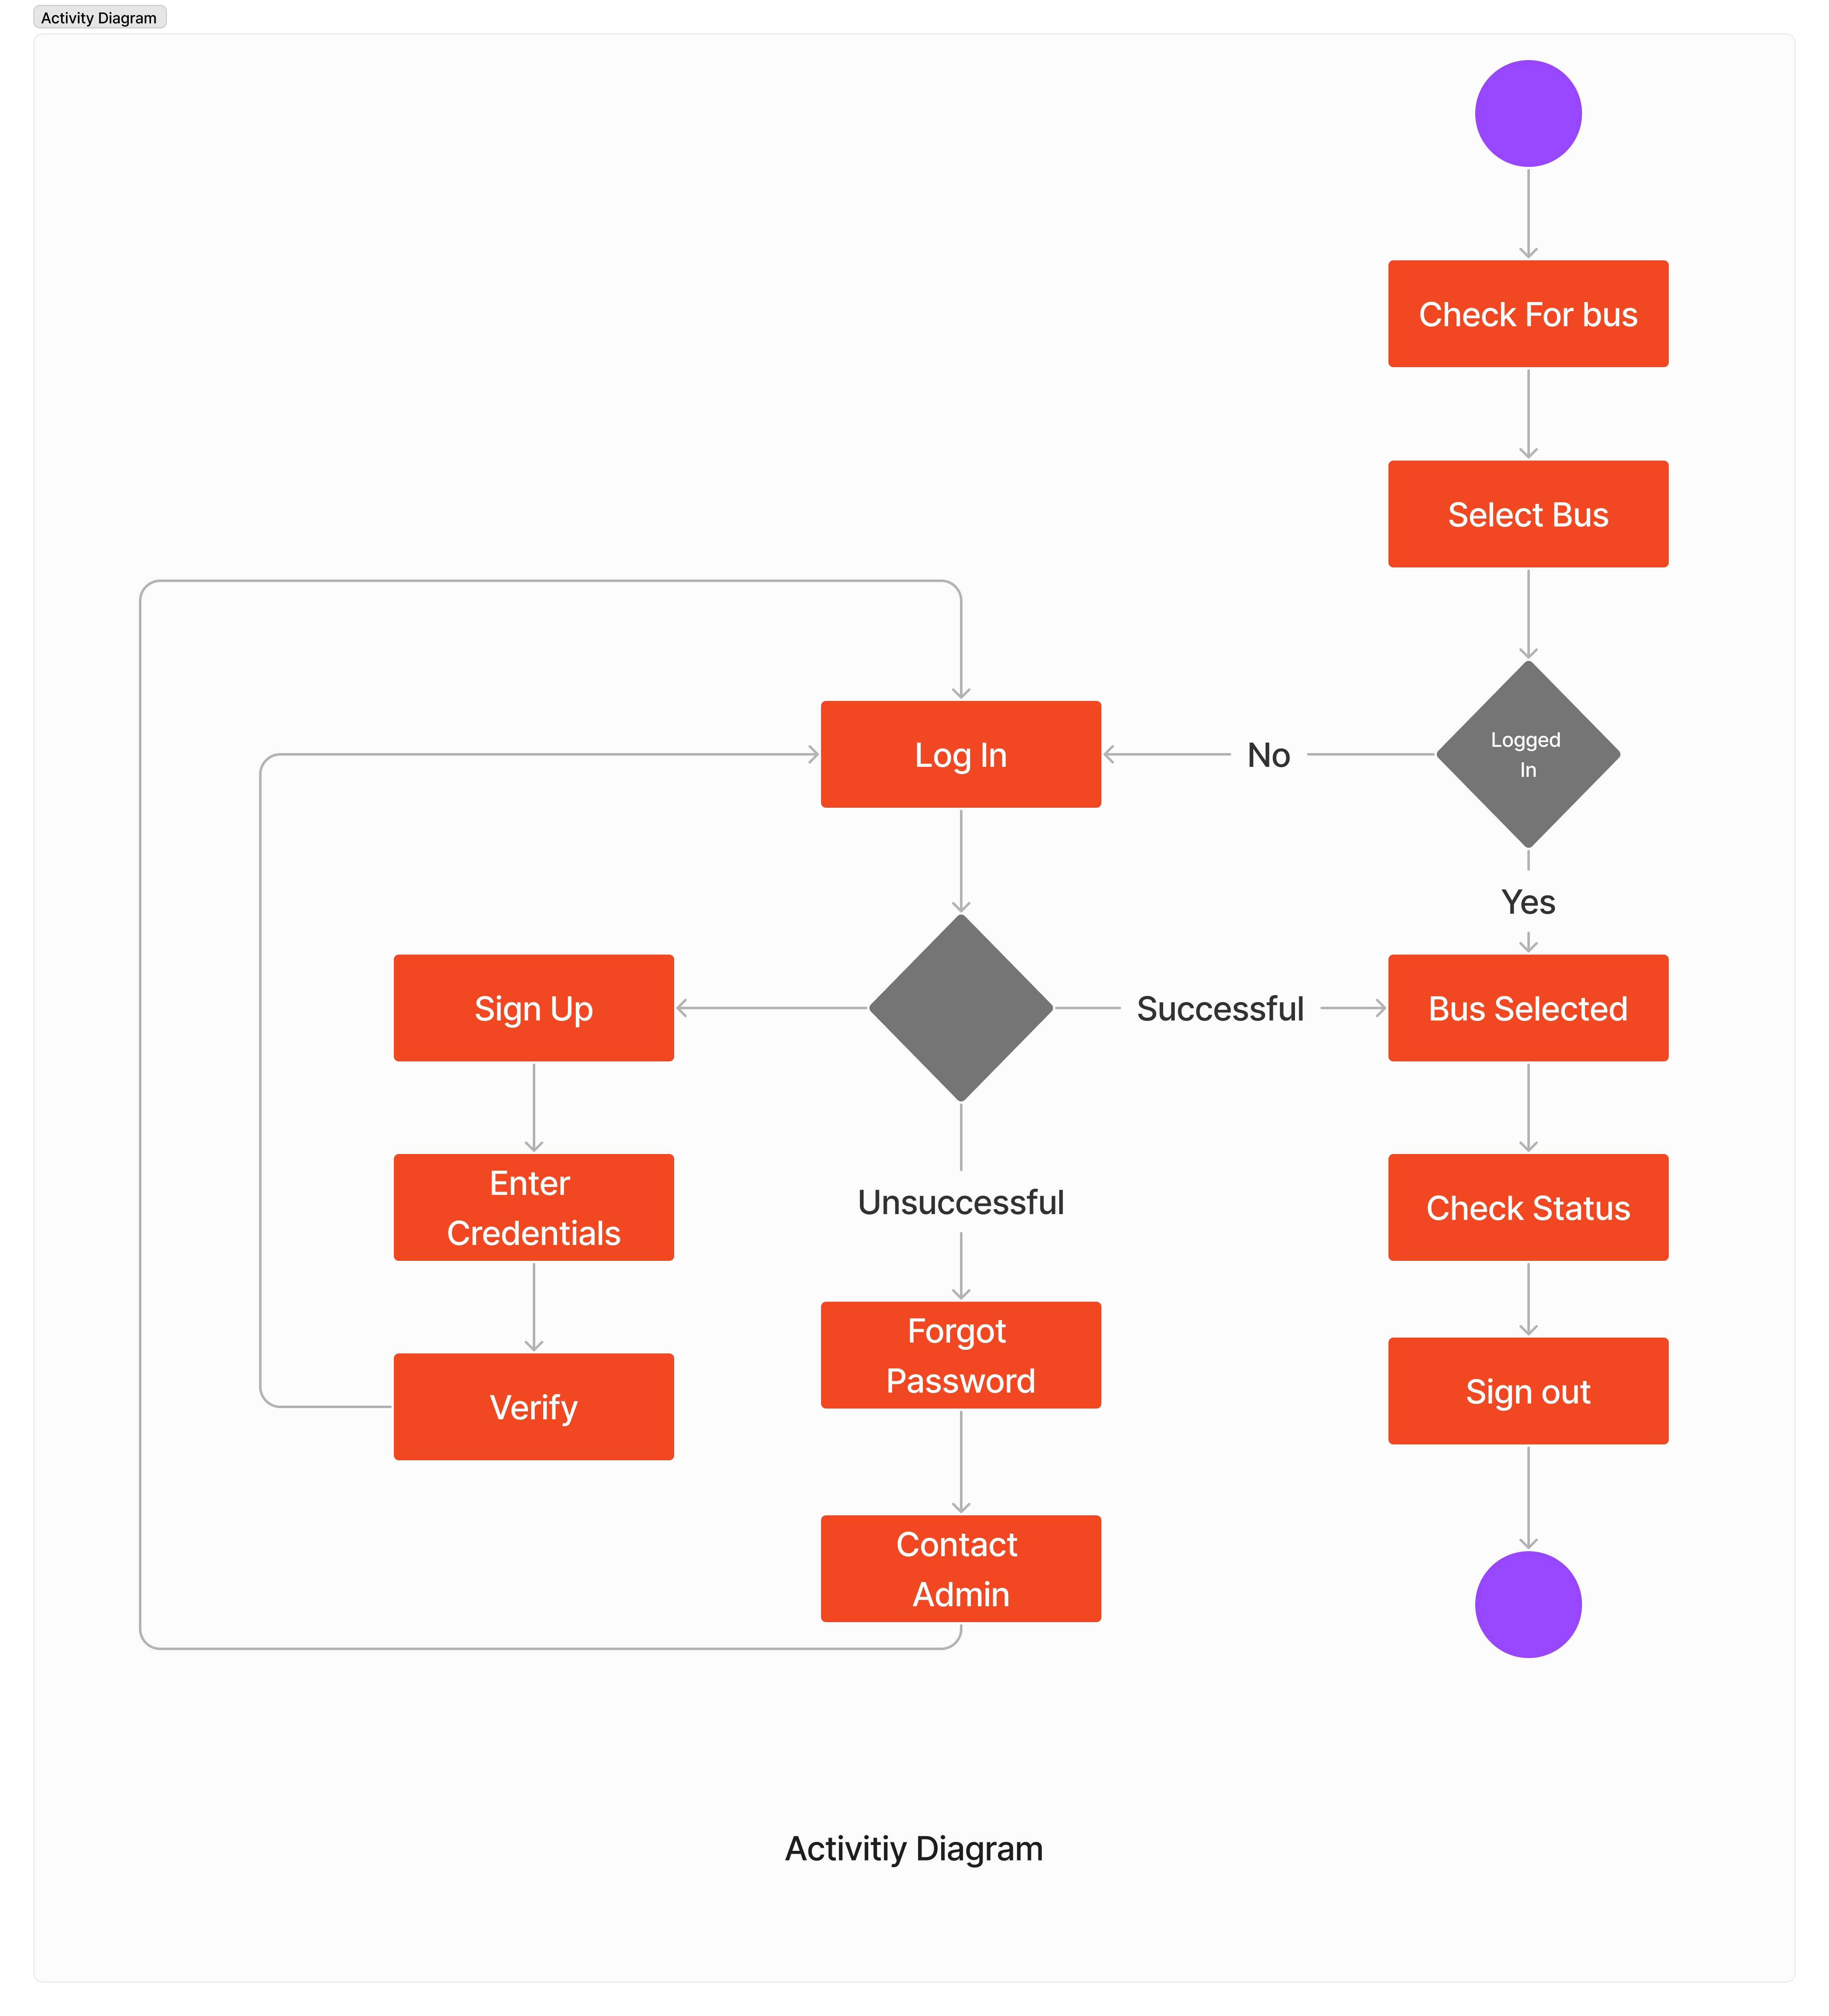 Activity Diagram
Check For bus
Select Bus
Logged
In
No
Log In
Yes
Sign Up
Successful
Bus Selected
Enter
Credentials
Unsuccessful
Check Status
Forgot
Password
Verify
Sign out
Contact
Admin
Activitiy Diagram